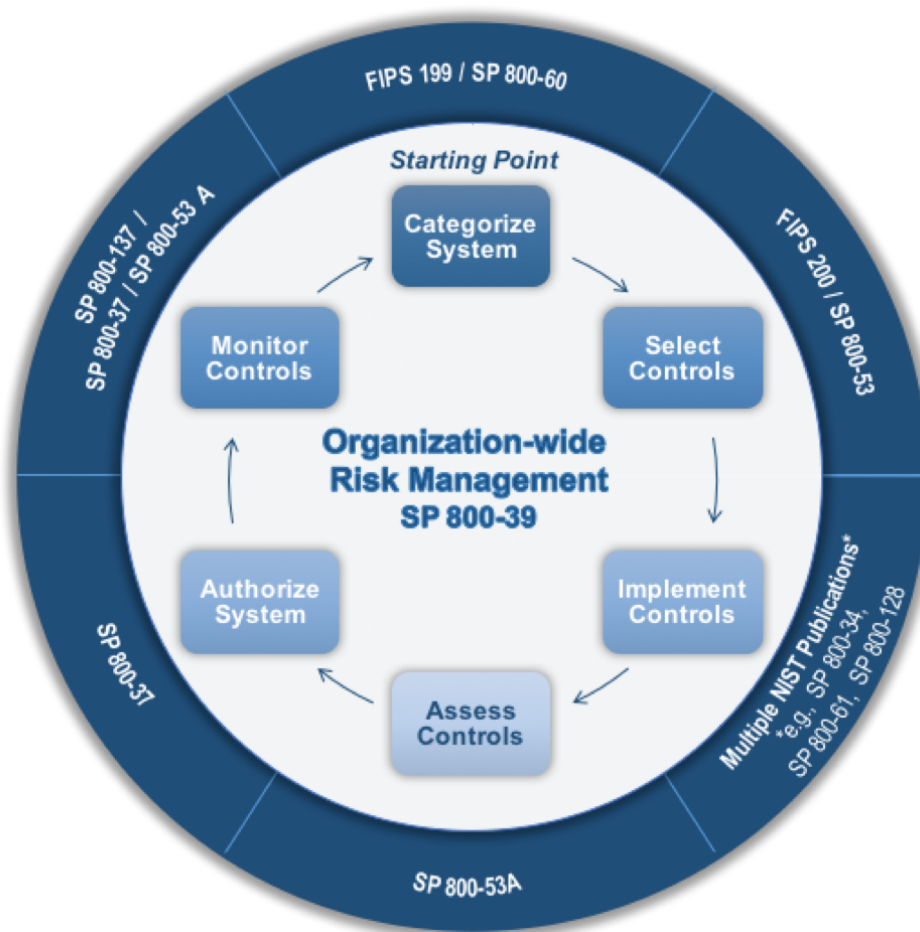 FIPS 199 / SP 800-60
Starting Point
Categorize
System
FIPS 200 / SP 800-53
Select
Controls
Multiple NIST Publications*
*e.g., SP 800-34,
SP 800-61, SP 800-128
Implement
Controls
SP 800-53A
Assess
Controls
SP 800-37
Authorize
System
SP 800-137 /
SP 800-37 / SP 800-53 A
Monitor
Controls
Organization-wide
Risk Management
SP 800-39